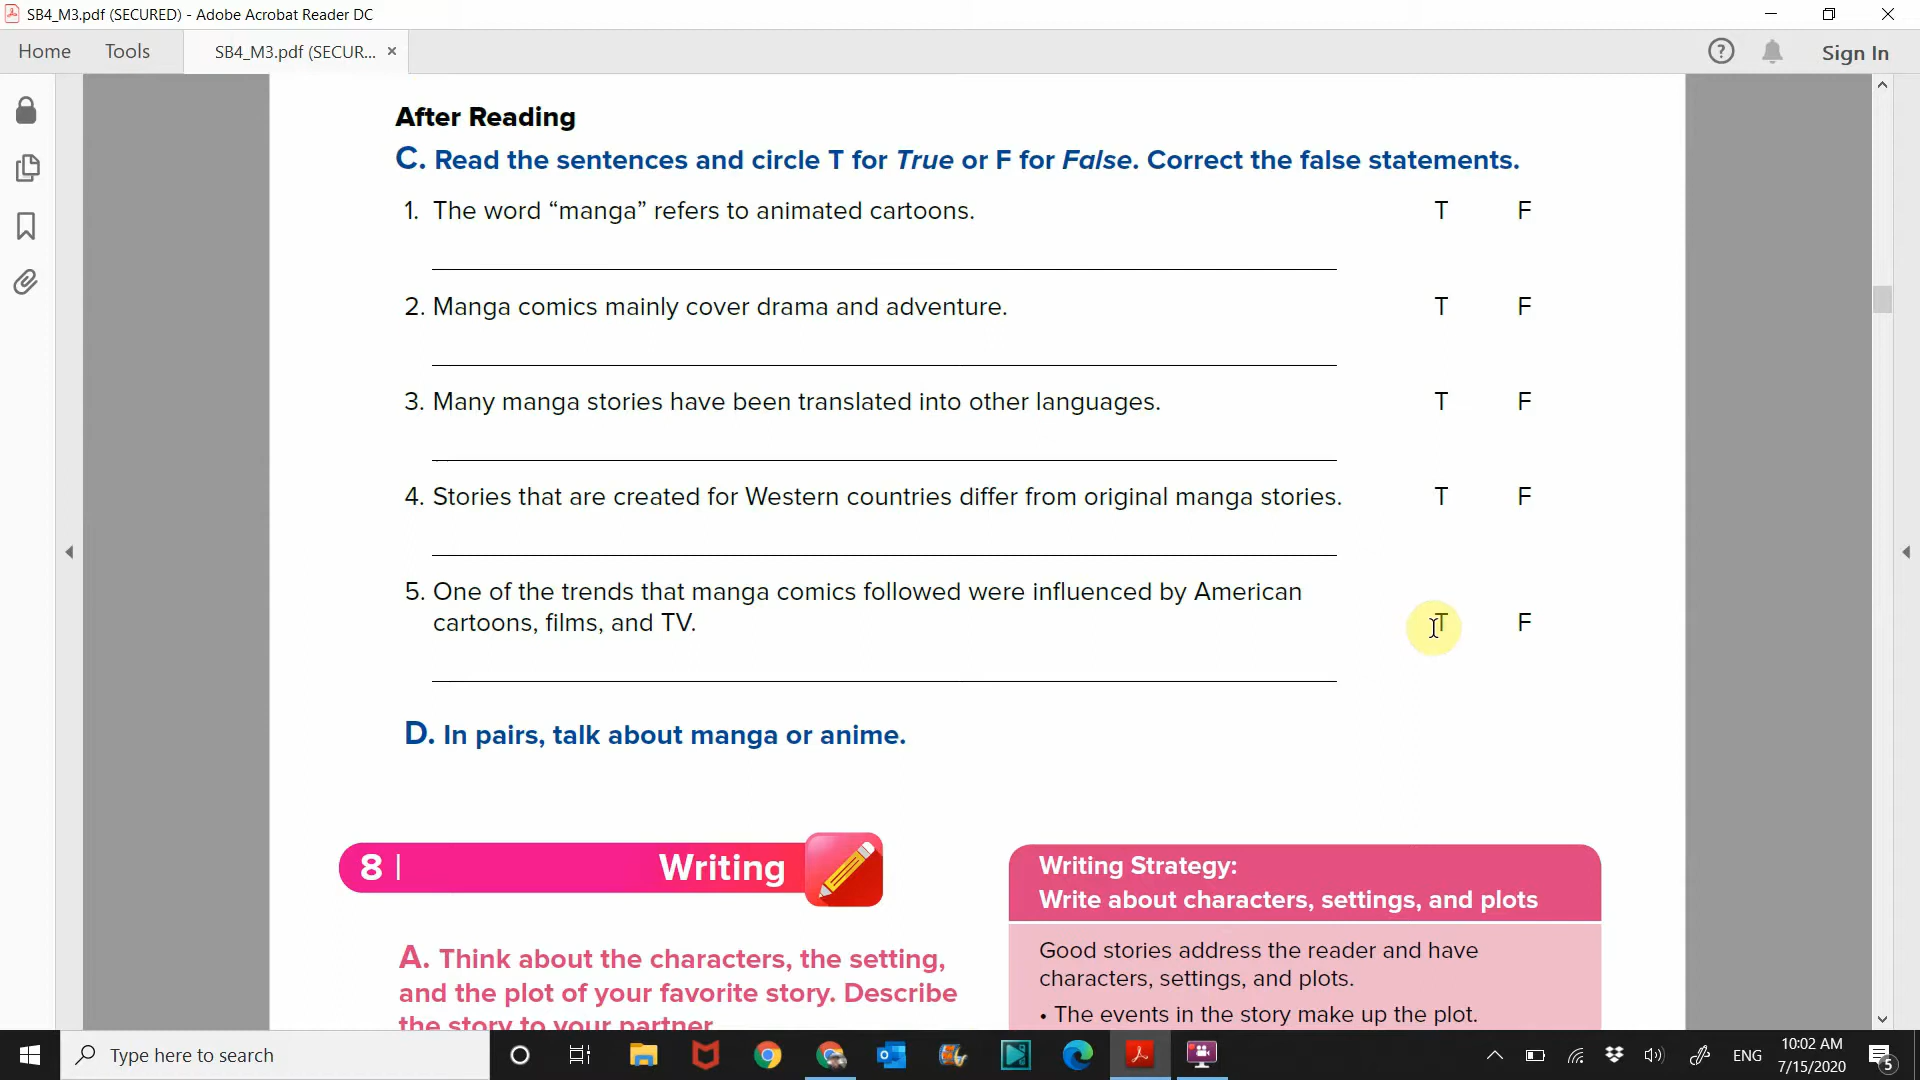 SB4_M3.pdf (SECURED) - Adobe Acrobat Reader DC
Home Tools SB4_M3.pdf (SECUR... × Sign In
After Reading
C. Read the sentences and circle T for True or F for False. Correct the false statements.
1. The word “manga” refers to animated cartoons. T F
2. Manga comics mainly cover drama and adventure. T F
3. Many manga stories have been translated into other languages. T F
4. Stories that are created for Western countries differ from original manga stories. T F
5. One of the trends that manga comics followed were influenced by American
cartoons, films, and TV. T F
D. In pairs, talk about manga or anime.
8 | Writing
A. Think about the characters, the setting,
and the plot of your favorite story. Describe
the story to your partner
Writing Strategy:
Write about characters, settings, and plots
Good stories address the reader and have
characters, settings, and plots.
• The events in the story make up the plot.
Type here to search
ENG
10:02 AM
7/15/2020
5